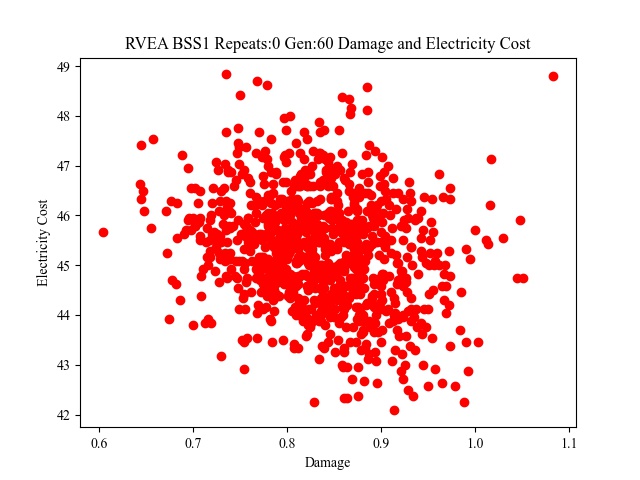 RVEA BSS1 Repeats:0 Gen:60 Damage and Electricity Cost
49
48
47
46
45
44
43
42
Electricity Cost
0.6 0.7 0.8 0.9 1.0 1.1
Damage